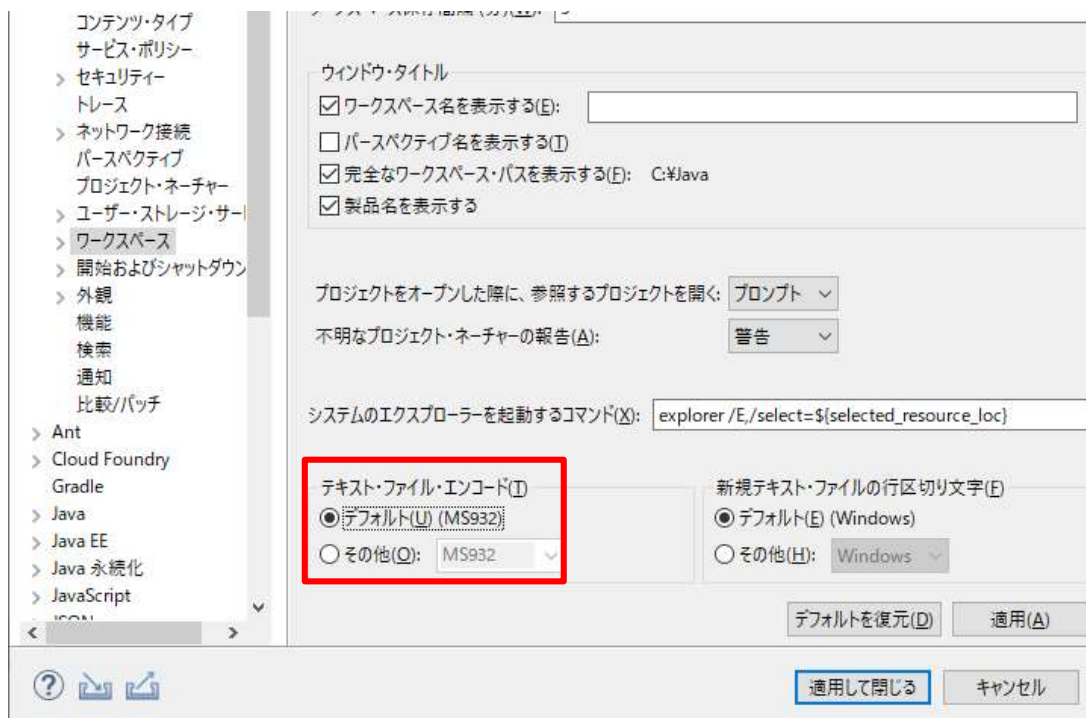 コンテンツ・タイプ
サービス・ポリシー
セキュリティー
トレース
ネットワーク接続
パースペクティブ
プロジェクト・ネーチャー
ユーザー・ストレージ・サー
ワークスペース
開始およびシャットダウン
外観
機能
検索
通知
比較/パッチ
Ant
Cloud Foundry
Gradle
Java
Java EE
Java 永続化
JavaScript
ウィンドウ・タイトル
ワークスペース名を表示する(E):
パースペクティブ名を表示する(T)
完全なワークスペース・パスを表示する(F): C:¥Java
製品名を表示する
プロジェクトをオープンした際に、参照するプロジェクトを開く: プロンプト
不明なプロジェクト・ネーチャーの報告(A): 警告
システムのエクスプローラーを起動するコマンド(X): explorer /E,/select=${selected_resource_loc}
テキスト・ファイル・エンコード(T)
デフォルト(U) (MS932)
その他(O): MS932
新規テキスト・ファイルの行区切り文字(F)
デフォルト(E) (Windows)
その他(H): Windows
デフォルトを復元(D) 適用(A)
適用して閉じる キャンセル